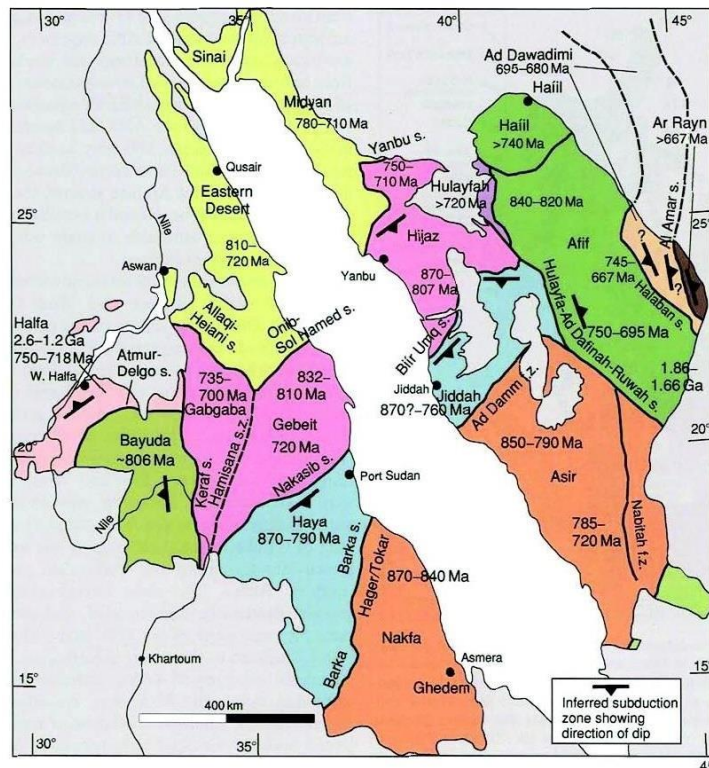 40°
45°
Sinai
35°
Ad Dawadimi
695–680 Ma
Haíil
Ar Rayn
>667 Ma
Midyan
780–710 Ma
Haíil
>740 Ma
Yanbu s.
750–
710 Ma
Hulayfah
>720 Ma
Qusair
Eastern
Desert
25°
Nile
810–
720 Ma
840–820 Ma
Al Amar s.
25°
Hijaz
Afif
?
Aswan
Yanbu
745–
667 Ma
?
Halaban s.
870–
807 Ma
Hulayfa-Ad Dafinah-Ruwah s.
750–695 Ma
Allaqi-
Heiani s.
Onib-
Sol Hamed s.
Halfa
2.6–1.2 Ga
750–718 Ma
Atmur-
Delgo s.
W. Halfa
Bi'ir Umq s.
1.86–
1.66 Ga
735–
700 Ma
Gabgaba
832–
810 Ma
Gebeit
720 Ma
Jiddah
Jiddah
870?–760 Ma
Ad Damm z.
20°
20°
Bayuda
~806 Ma
Keraf s.
Hamisana s.z.
Nakasib s.
Port Sudan
850–790 Ma
Asir
Nile
Haya
870–790 Ma
Barka s.
785–
720 Ma
Nabitah f.z.
Hager/Tokar
870–840 Ma
Barka
Nakfa
Khartoum
Asmera
15°
15°
Ghedem
400 km
Inferred subduction
zone showing
direction of dip
30°
35°
40